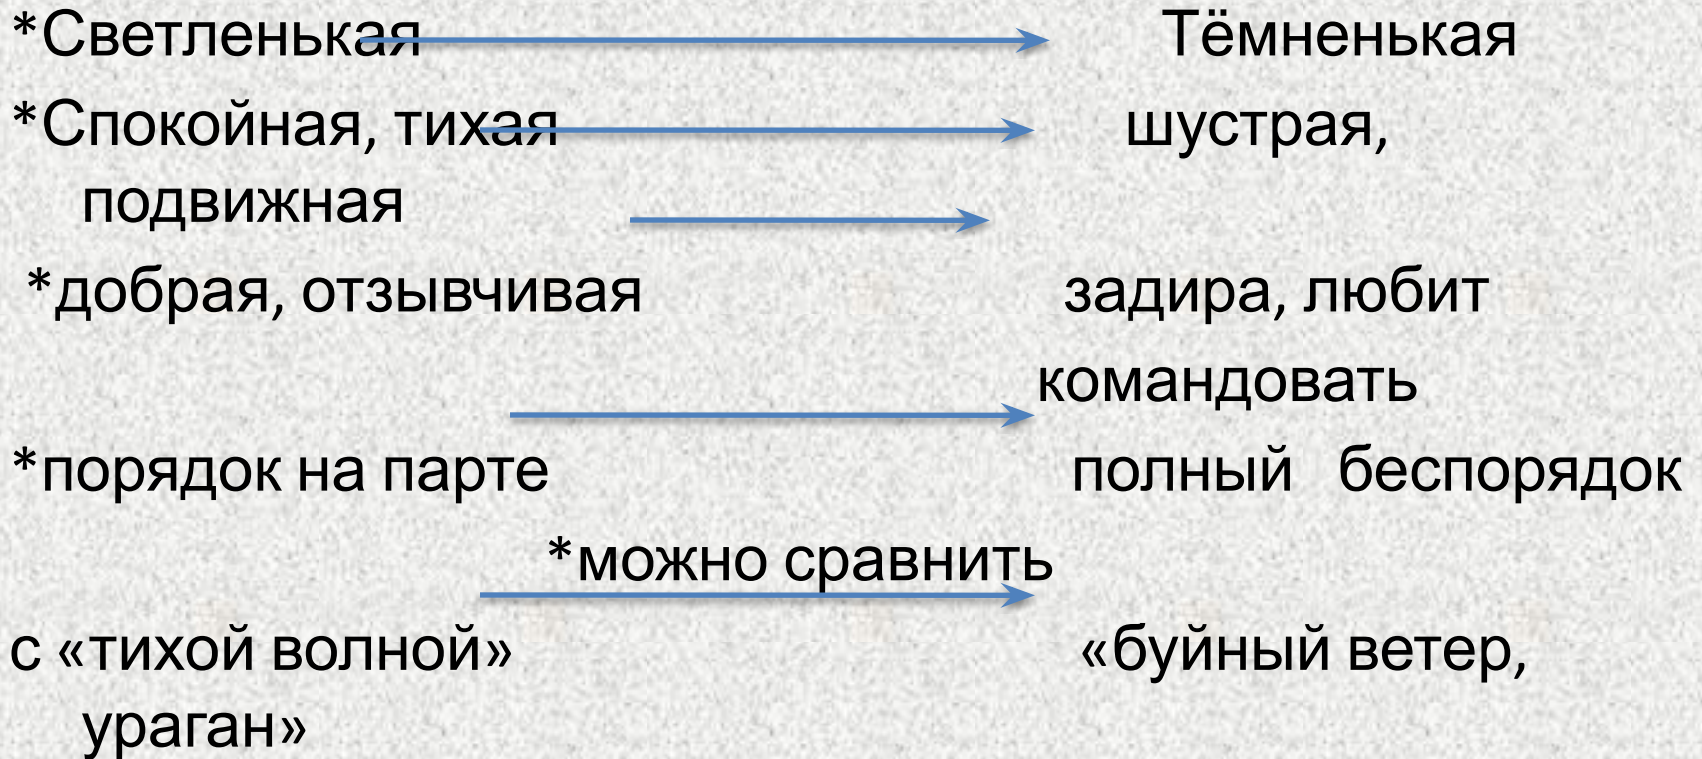 *Светленькая Тёмненькая
*Спокойная, тихая шустрая,
подвижная
*добрая, отзывчивая задира, любит
командовать
*порядок на парте полный беспорядок
*можно сравнить
с «тихой волной» «буйный ветер,
ураган»